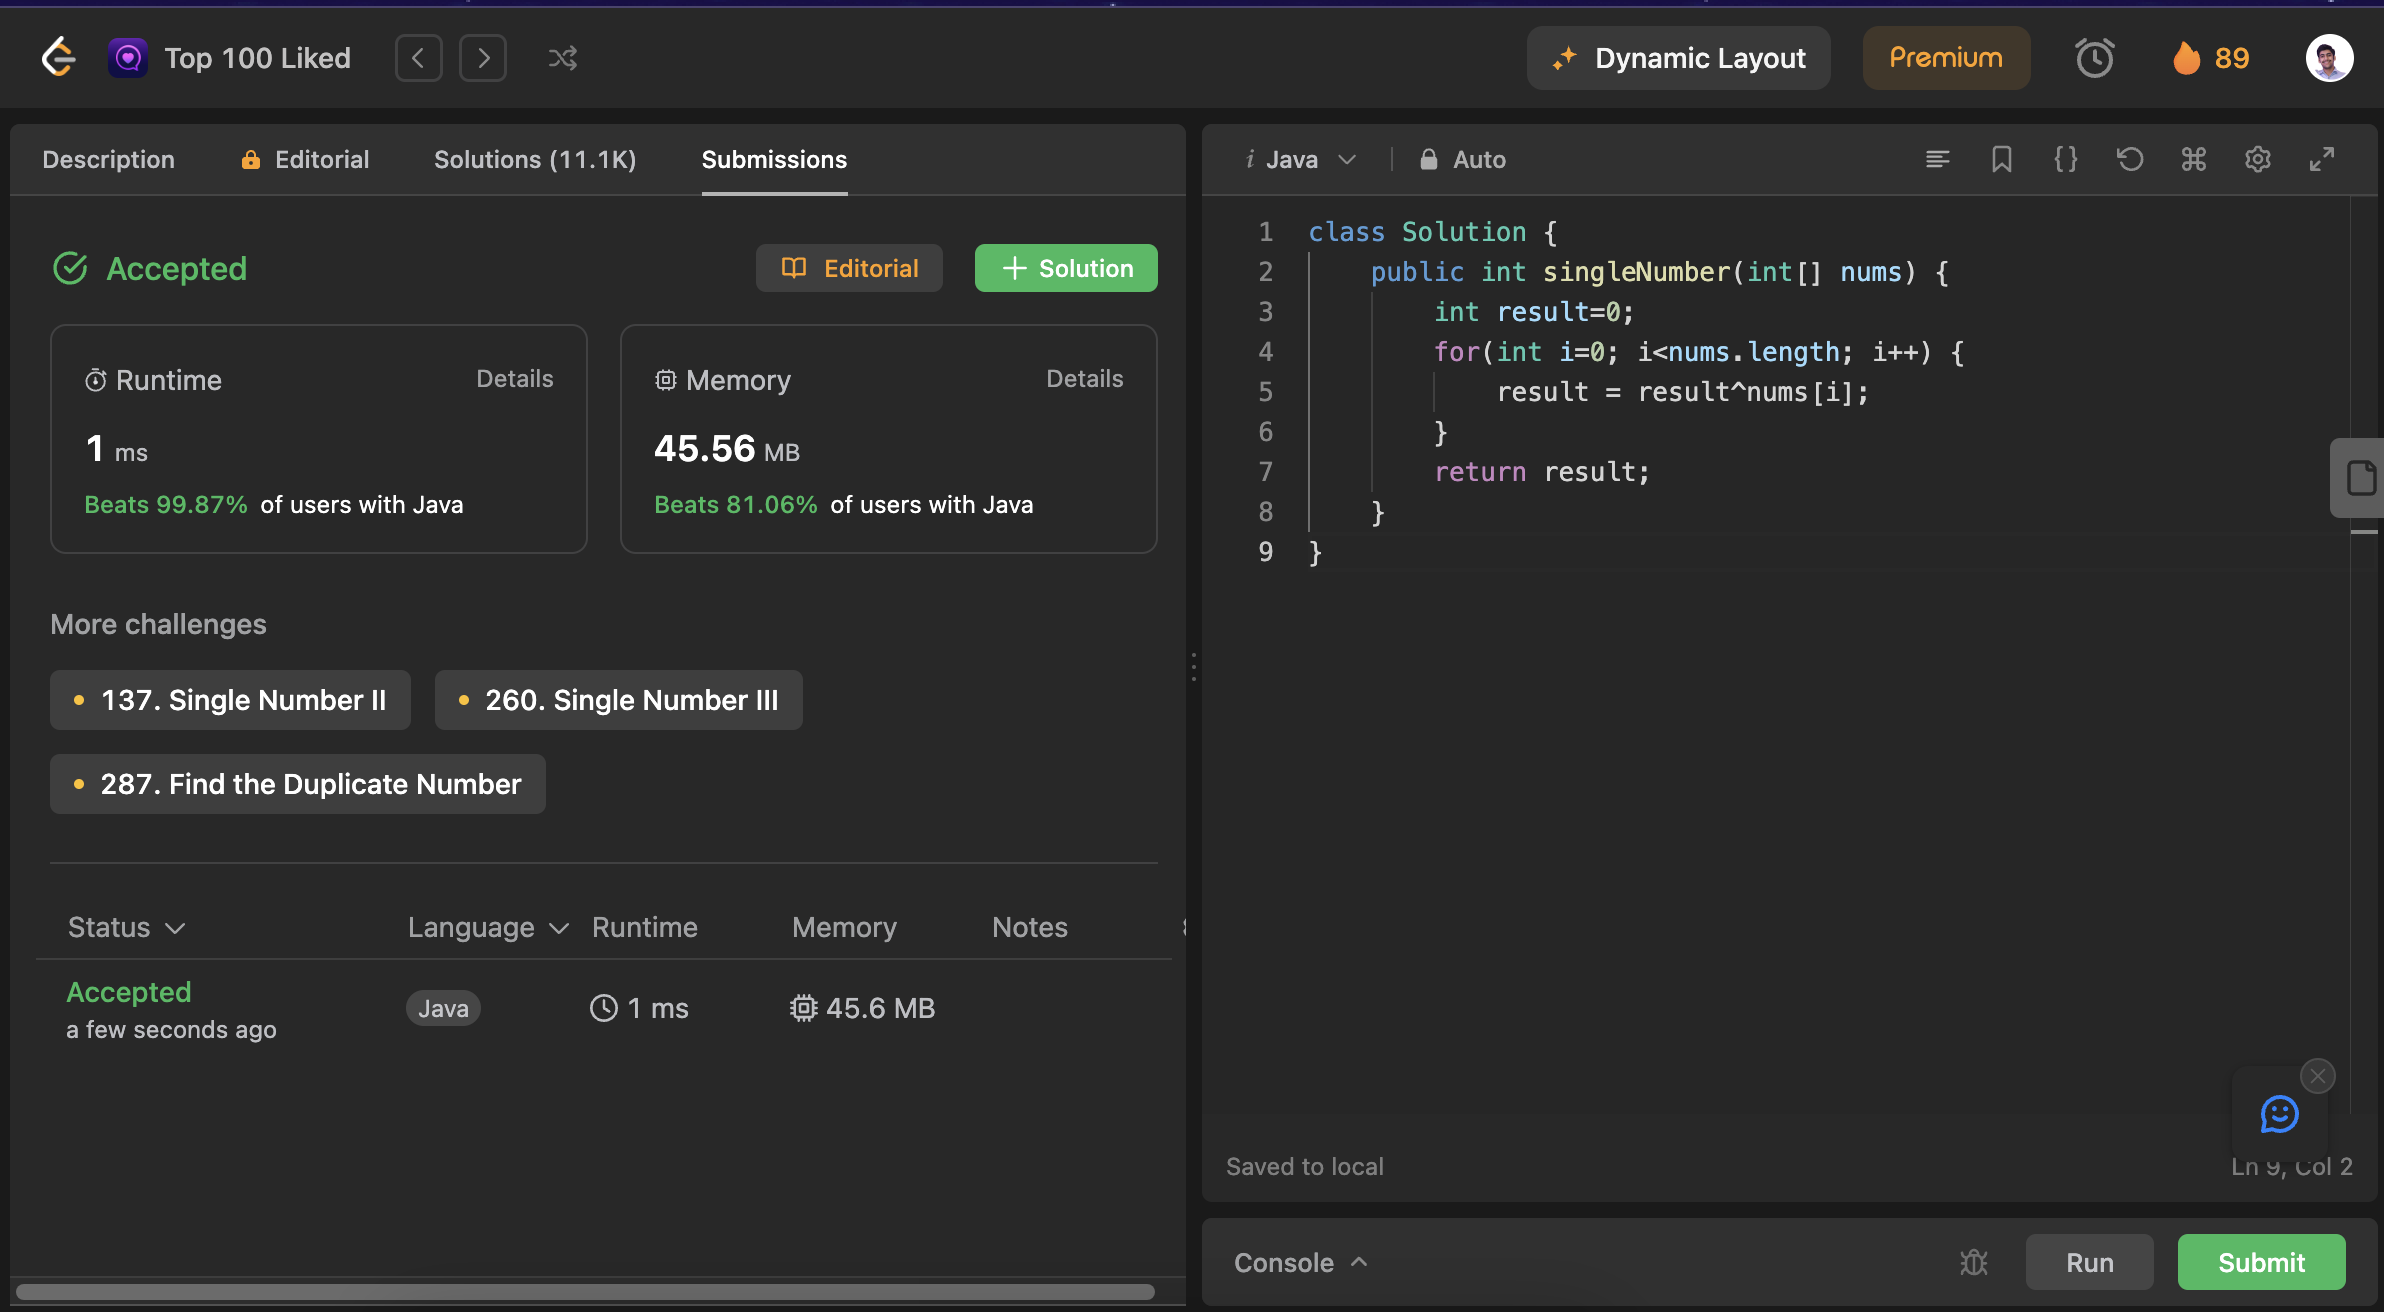 Top 100 Liked
Dynamic Layout
Premium
89
Description
Editorial
Solutions (11.1K)
Submissions
Accepted
Editorial
Solution
Runtime
Details
1 ms
Beats 99.87% of users with Java
Memory
Details
45.56 MB
Beats 81.06% of users with Java
More challenges
137. Single Number II
260. Single Number III
287. Find the Duplicate Number
Status
Language
Runtime
Memory
Notes
Accepted
a few seconds ago
Java
1 ms
45.6 MB
i Java
Auto
1 class Solution {
2     public int singleNumber(int[] nums) {
3         int result=0;
4         for(int i=0; i<nums.length; i++) {
5             result = result^nums[i];
6         }
7         return result;
8     }
9 }
Saved to local
Ln 9, Col 2
Console
Run
Submit